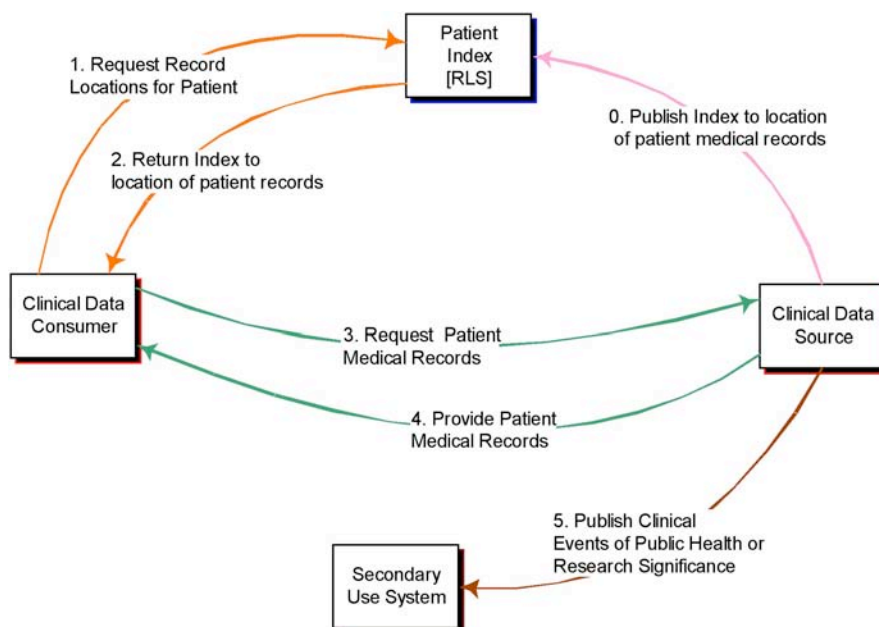 Patient
Index
[RLS]
1. Request Record
Locations for Patient
0. Publish Index to location
of patient medical records
2. Return Index to
location of patient records
Clinical Data
Consumer
Clinical Data
Source
3. Request Patient
Medical Records
4. Provide Patient
Medical Records
5. Publish Clinical
Events of Public Health or
Research Significance
Secondary
Use System